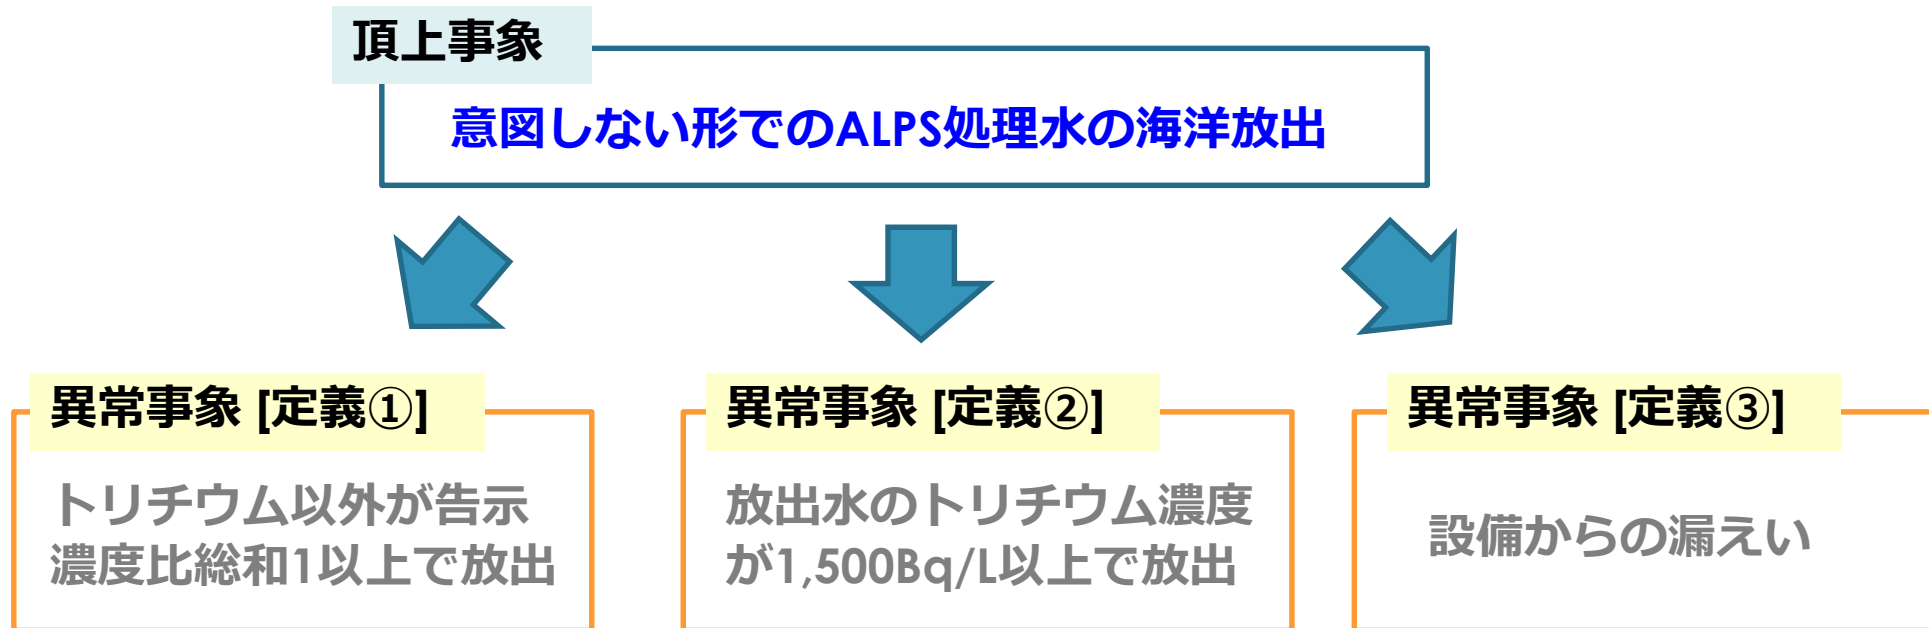 頂上事象
意図しない形でのALPS処理水の海洋放出
異常事象 [定義①]
トリチウム以外が告示
濃度比総和1以上で放出
異常事象 [定義②]
放出水のトリチウム濃度
が1,500Bq/L以上で放出
異常事象 [定義③]
設備からの漏えい